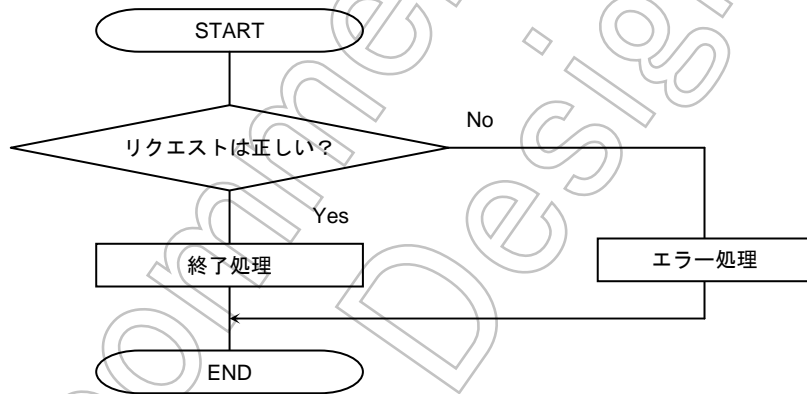 START
リクエストは正しい？
No
Yes
終了処理
エラー処理
END